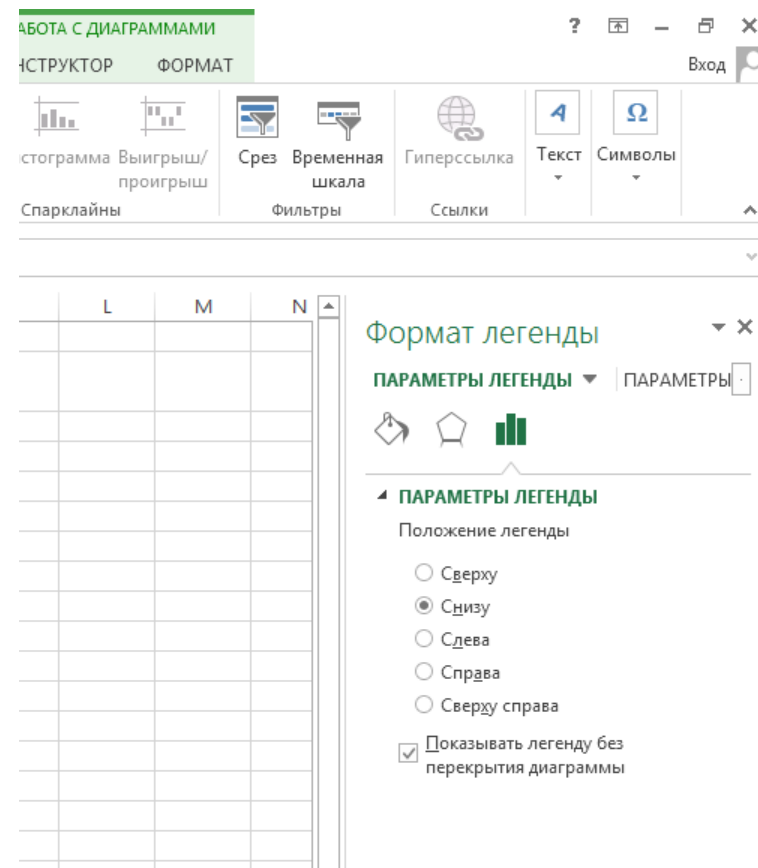 АБОТА С ДИАГРАММАМИ
?
НСТРУКТОР ФОРМАТ
Вход
стограмма Выигрыш/ проигрыш
Срез Временная шкала
Гиперссылка
Текст Символы
Спарклайны Фильтры Ссылки
L M N
Формат легенды
ПАРАМЕТРЫ ЛЕГЕНДЫ ПАРАМЕТРЫ
ПАРАМЕТРЫ ЛЕГЕНДЫ
Положение легенды
Сверху
Снизу
Слева
Справа
Сверху справа
Показывать легенду без
перекрытия диаграммы